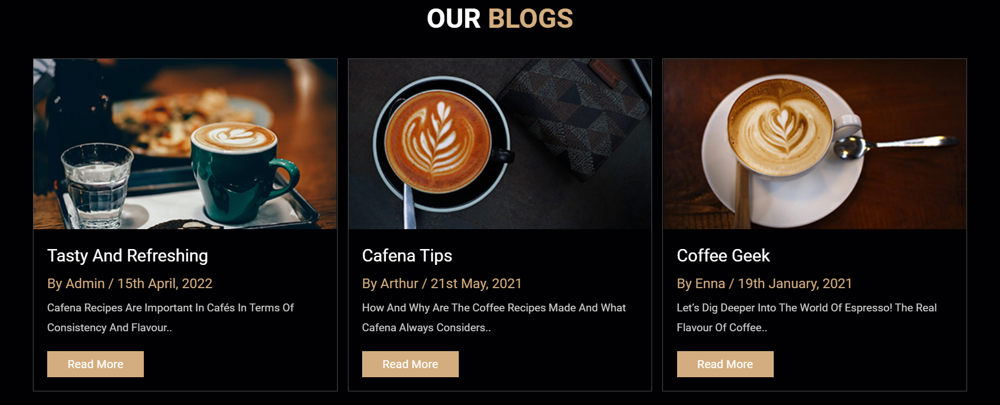 OUR BLOGS
Tasty And Refreshing
By Admin / 15th April, 2022
Cafena Recipes Are Important In Cafés In Terms Of
Consistency And Flavour..
Read More
Cafena Tips
By Arthur / 21st May, 2021
How And Why Are The Coffee Recipes Made And What
Cafena Always Considers..
Read More
Coffee Geek
By Enna / 19th January, 2021
Let’s Dig Deeper Into The World Of Espresso! The Real
Flavour Of Coffee..
Read More